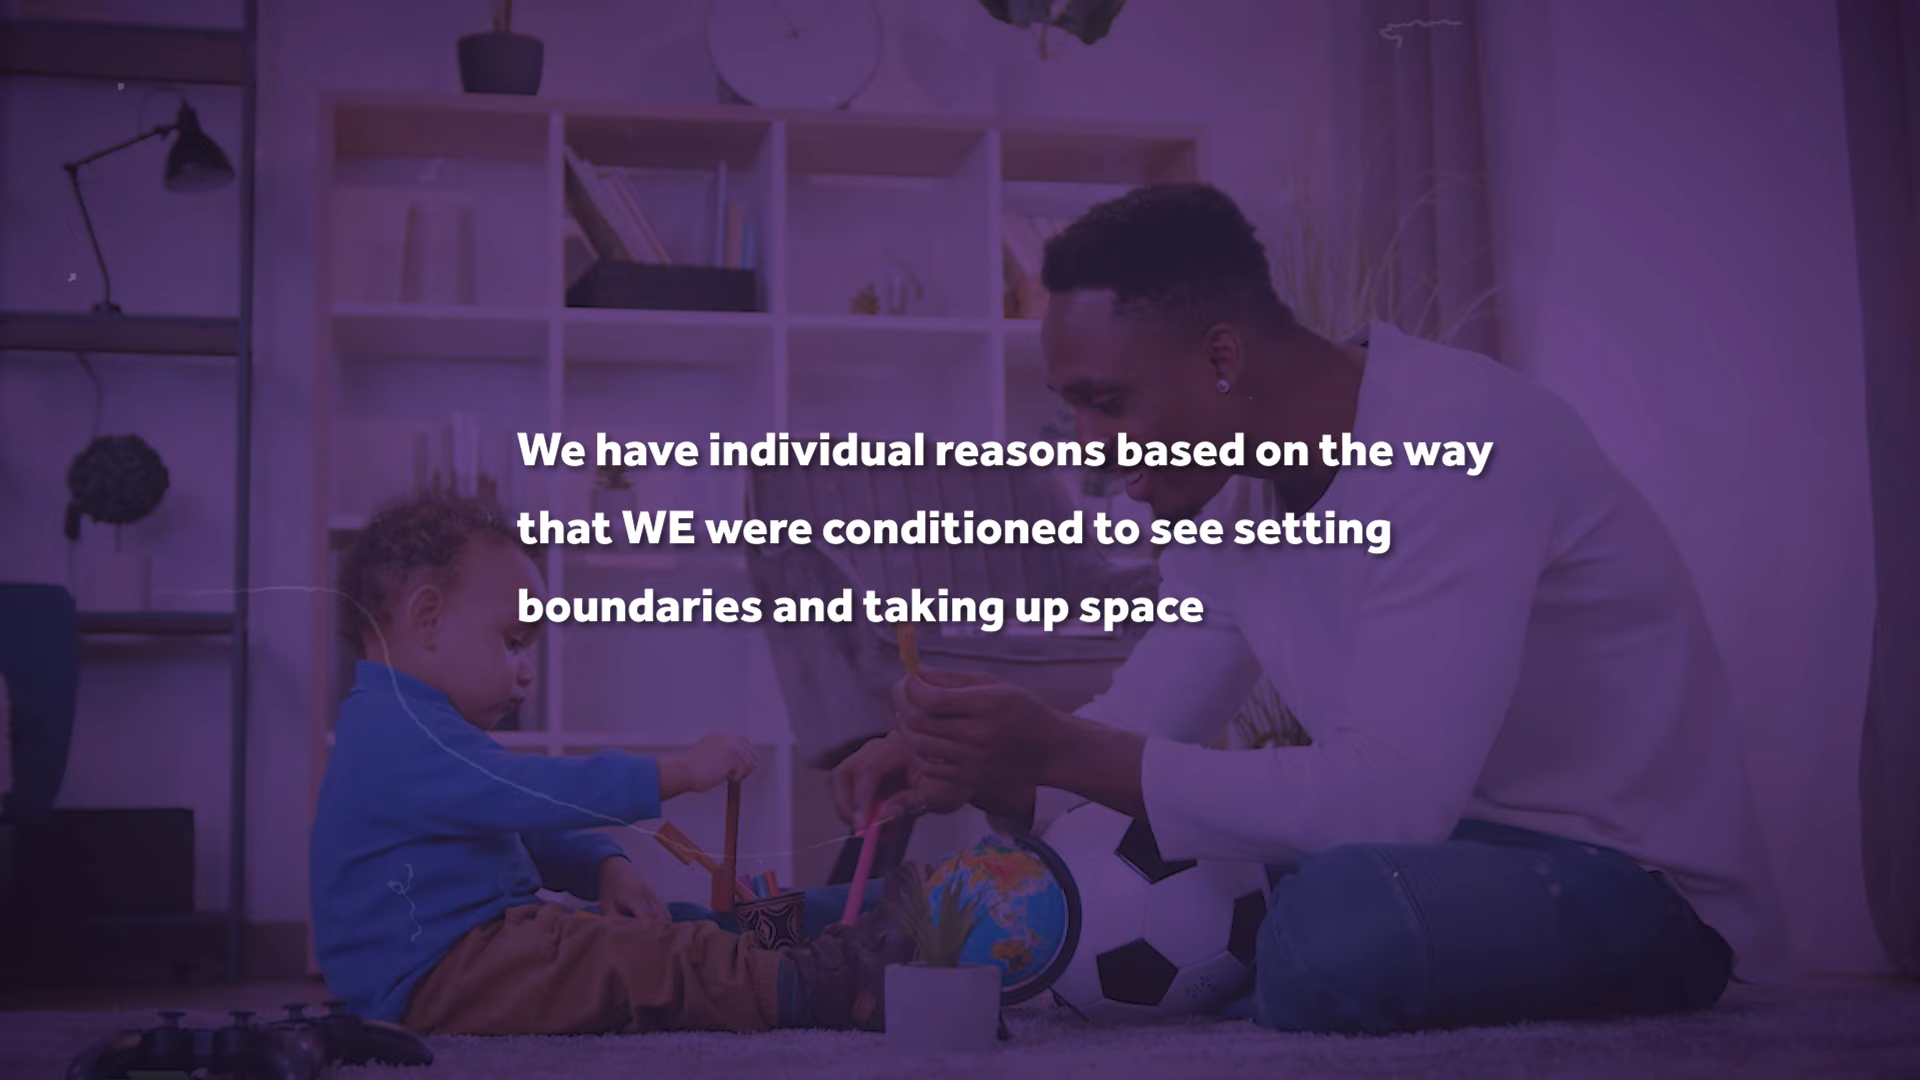 We have individual reasons based on the way
that WE were conditioned to see setting
boundaries and taking up space